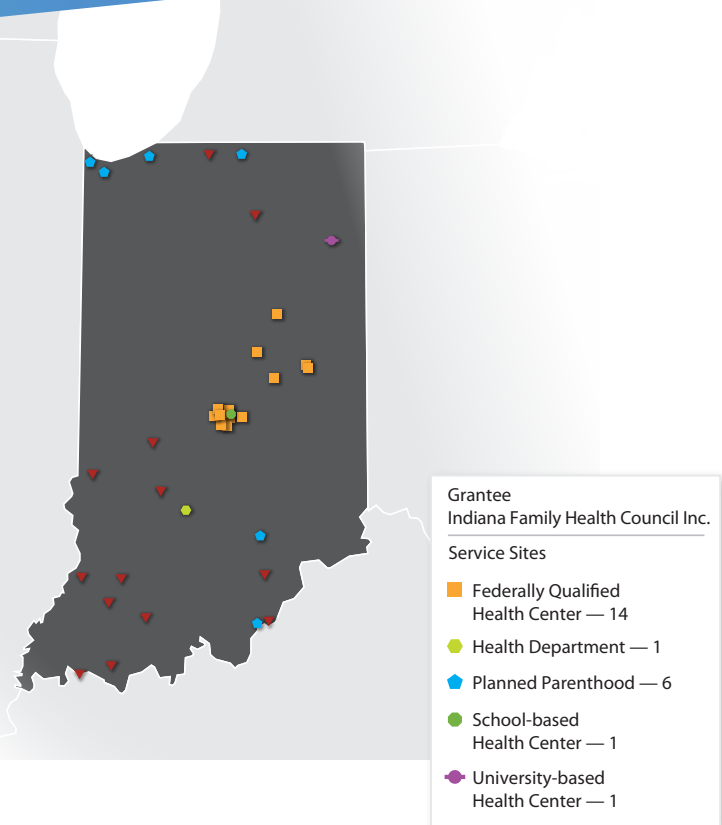 Grantee
Indiana Family Health Council Inc.
Service Sites
Federally Qualified
Health Center — 14
Health Department — 1
Planned Parenthood — 6
School-based
Health Center — 1
University-based
Health Center — 1